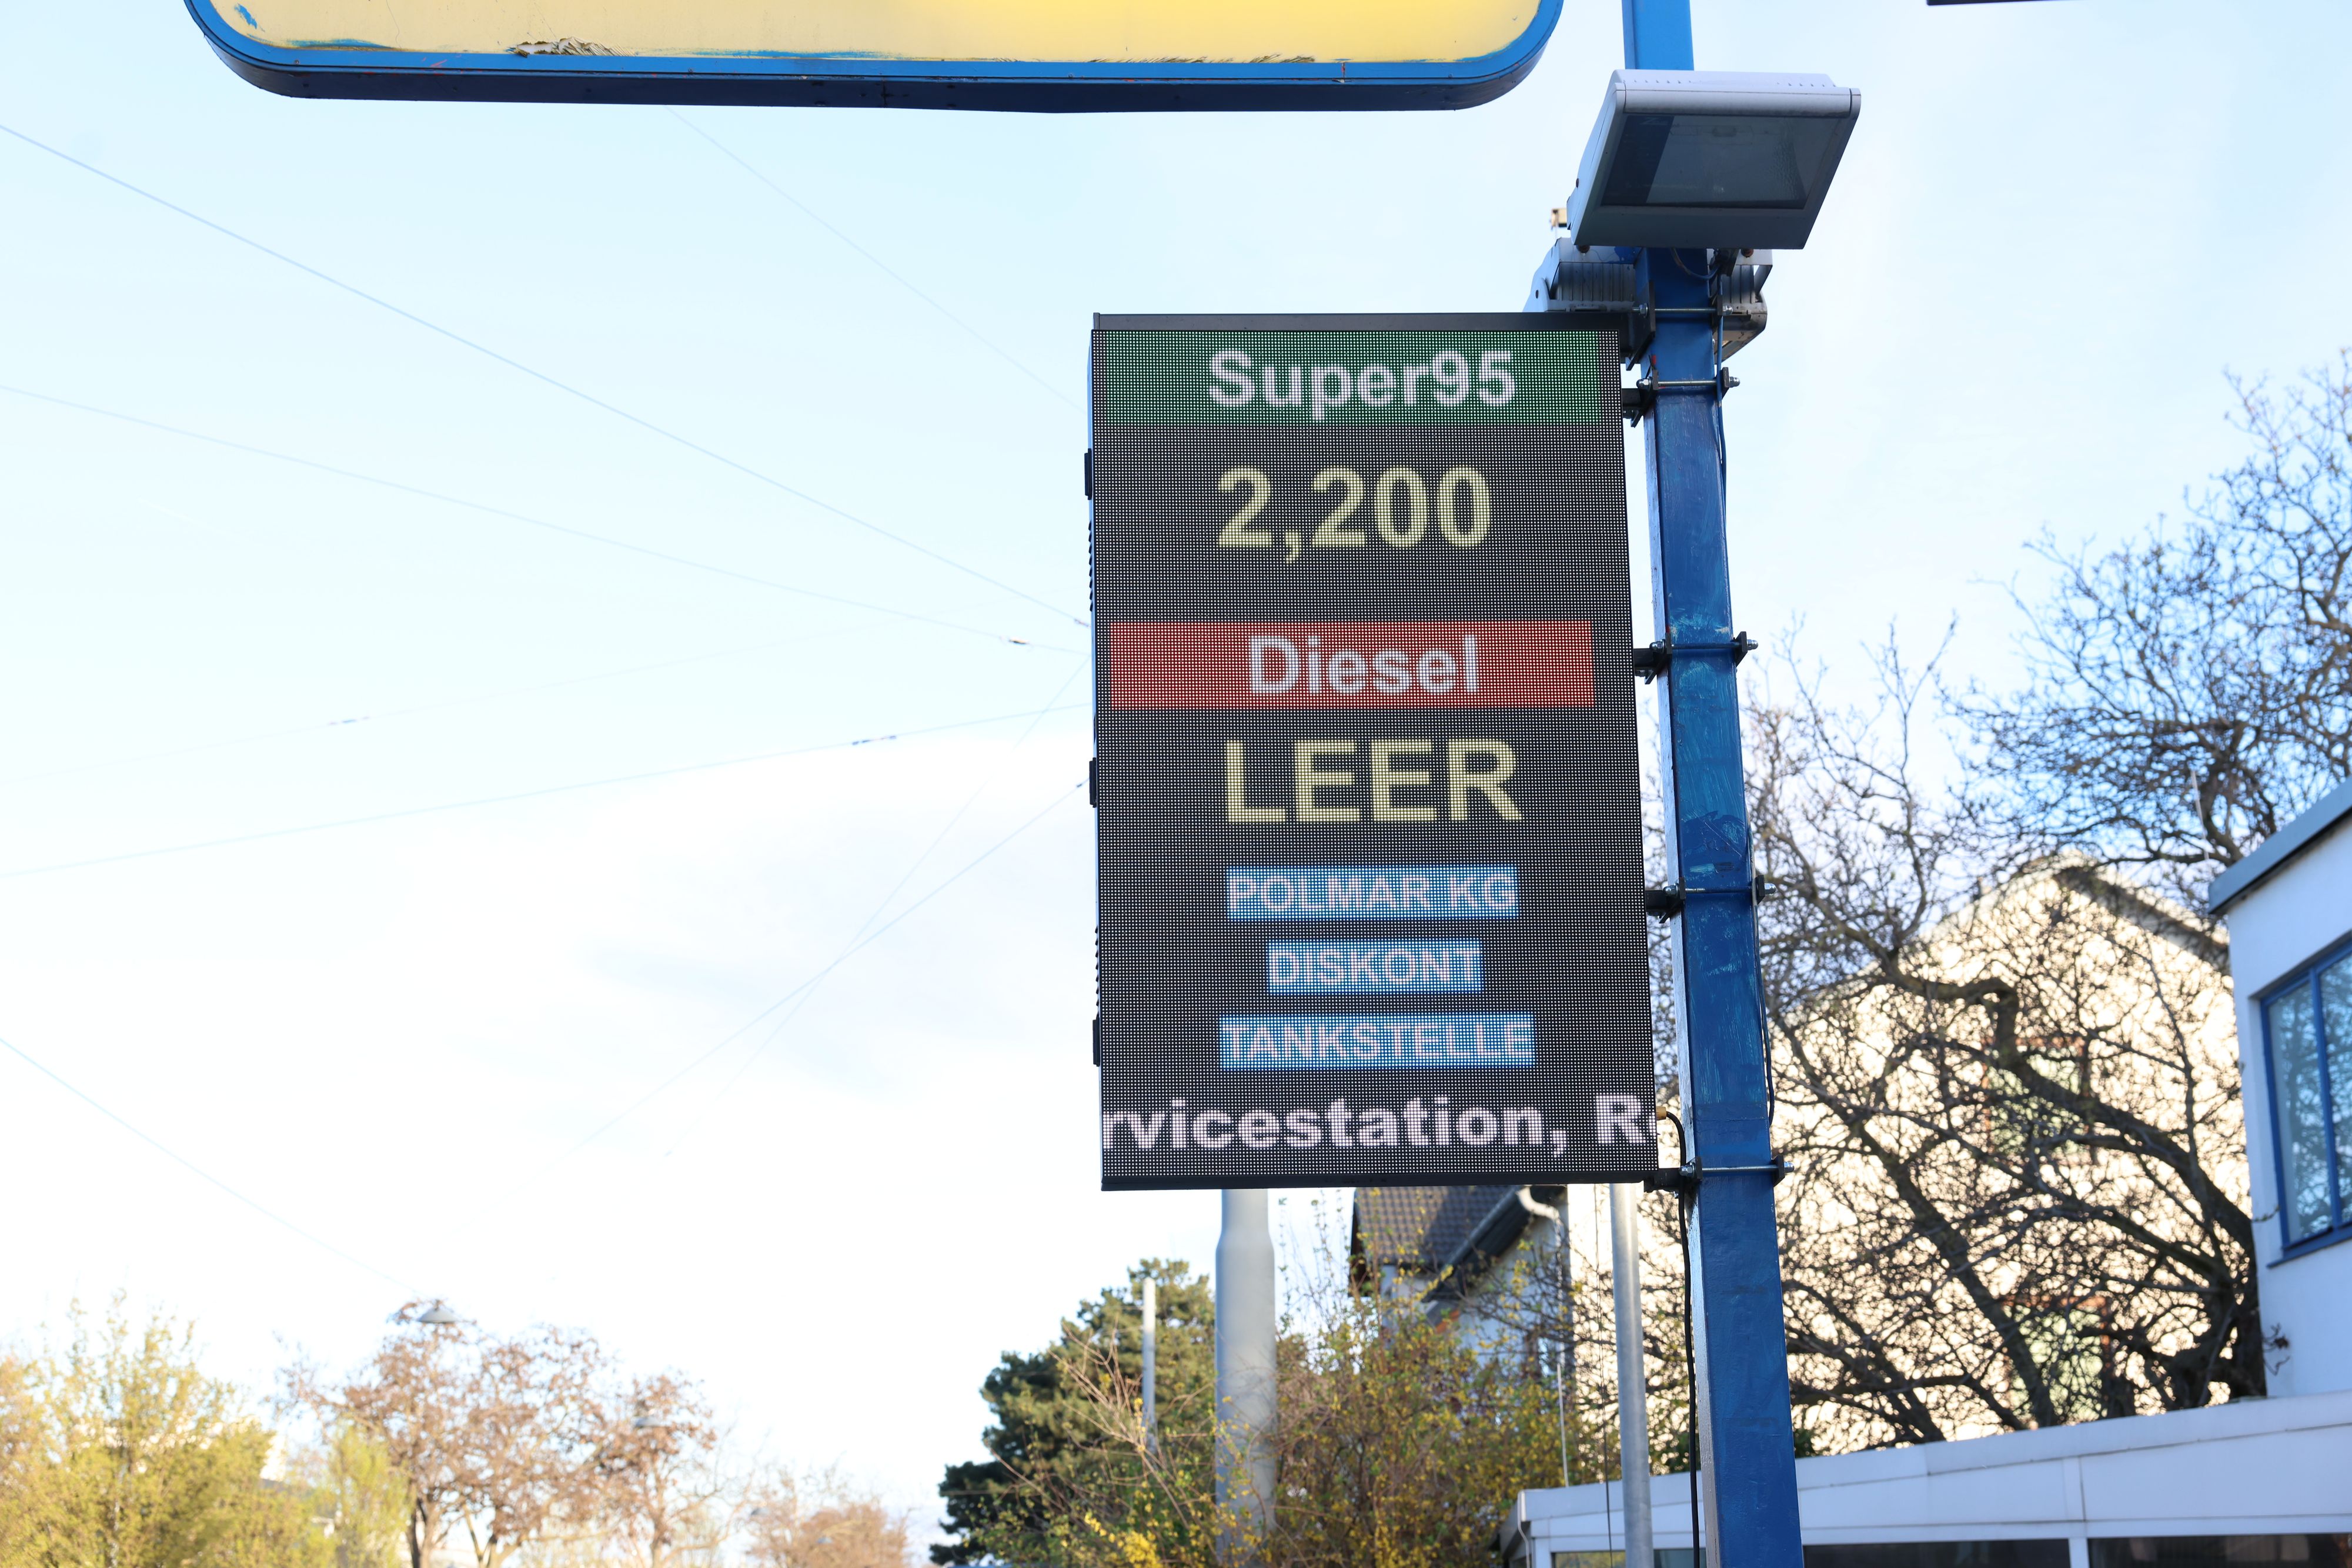 Super95
2,200
Diesel
LEER
POLMAR KG
DISKONT
TANKSTELLE
rvicestation, R